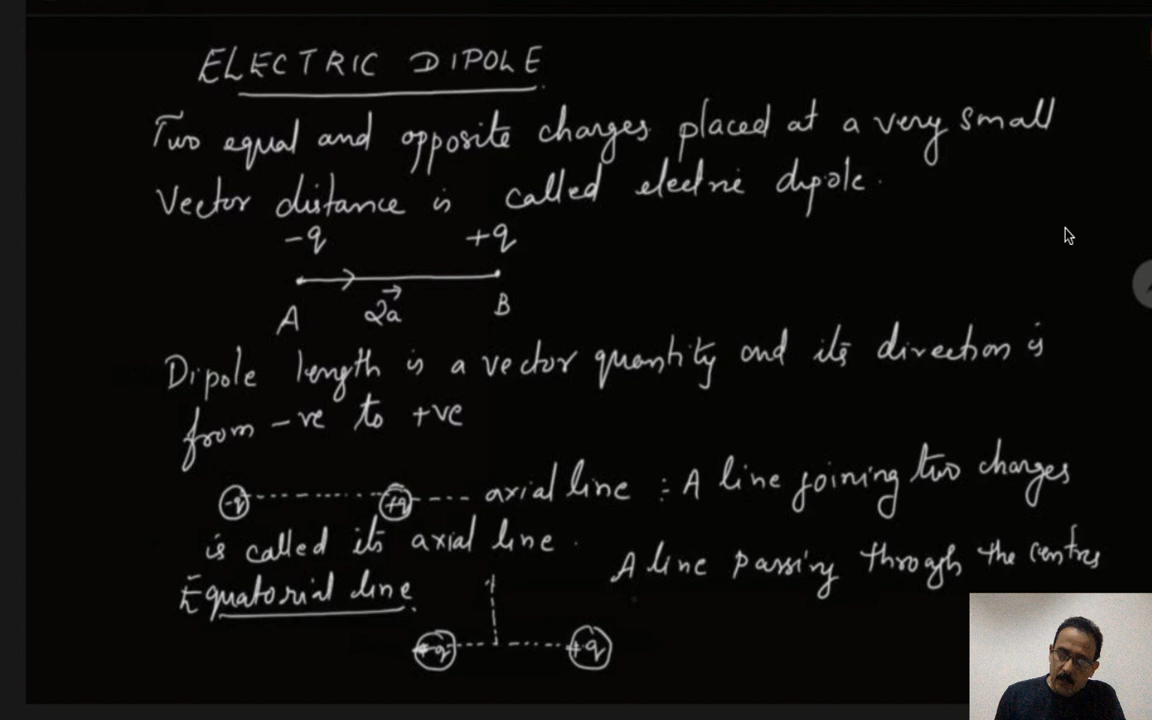 ELECTRIC DIPOLE
Two equal and opposite charges placed at a very small
Vector distance is called electric dipole.
-q +q
A 2a⃗ B
Dipole length is a vector quantity and its direction is
from -ve to +ve
-q +q axial line : A line joining two charges
is called its axial line.
A line passing through the centres
Equatorial line
-q +q